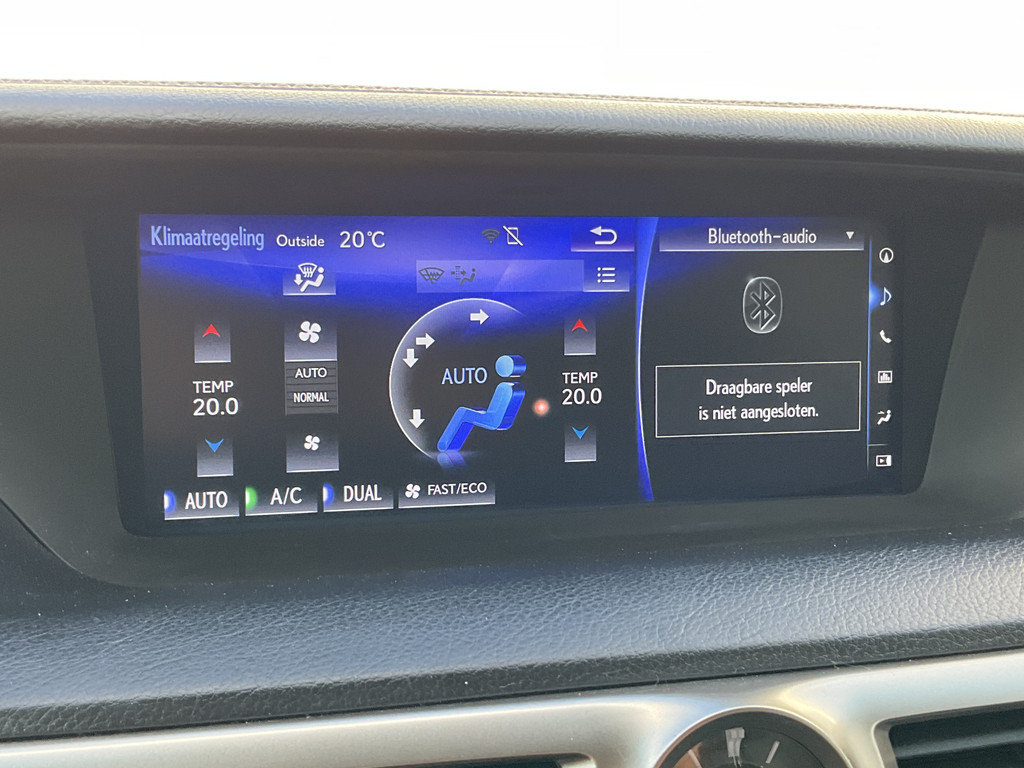 Klimaatregeling Outside 20°C
Bluetooth-audio
TEMP
20.0
AUTO
NORMAL
AUTO
TEMP
20.0
Draagbare speler
is niet aangesloten.
AUTO
A/C
DUAL
FAST/ECO